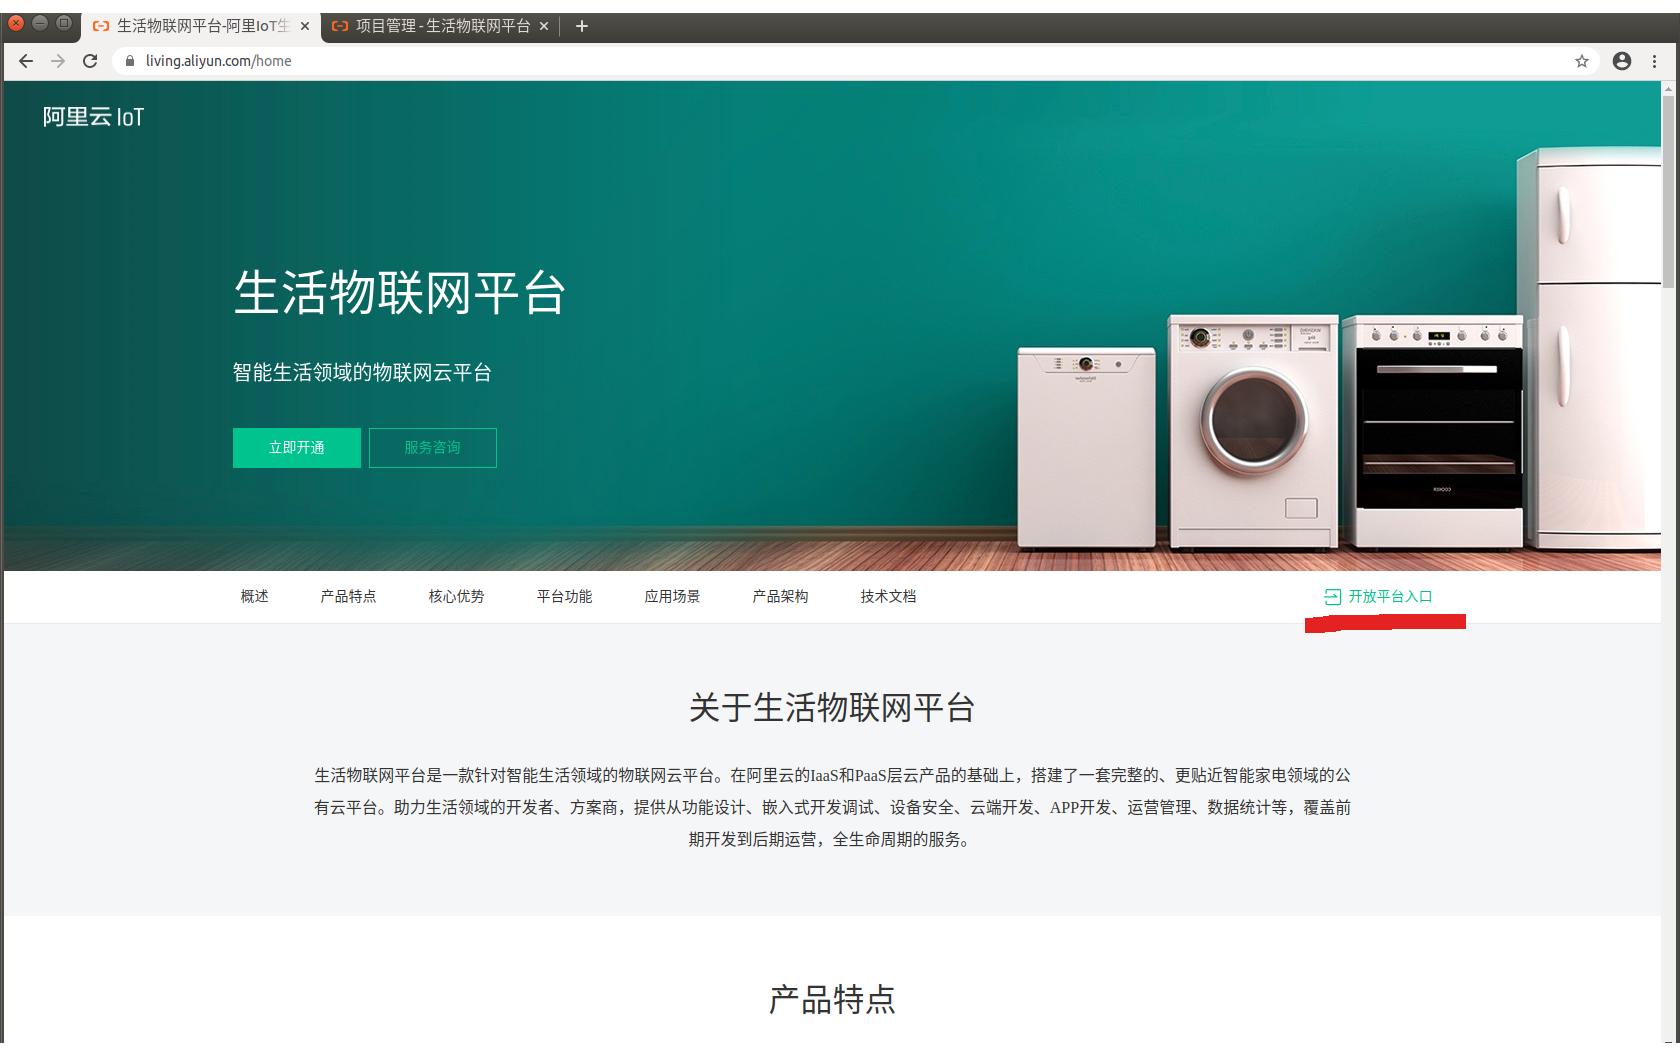 生活物联网平台-阿里IoT生
项目管理 - 生活物联网平台
living.aliyun.com/home
阿里云 IoT
生活物联网平台
智能生活领域的物联网云平台
立即开通 服务咨询
概述 产品特点 核心优势 平台功能 应用场景 产品架构 技术文档 开放平台入口
关于生活物联网平台
生活物联网平台是一款针对智能生活领域的物联网云平台。在阿里云的IaaS和PaaS层云产品的基础上，搭建了一套完整的、更贴近智能家电领域的公
有云平台。助力生活领域的开发者、方案商，提供从功能设计、嵌入式开发调试、设备安全、云端开发、APP开发、运营管理、数据统计等，覆盖前
期开发到后期运营，全生命周期的服务。
产品特点